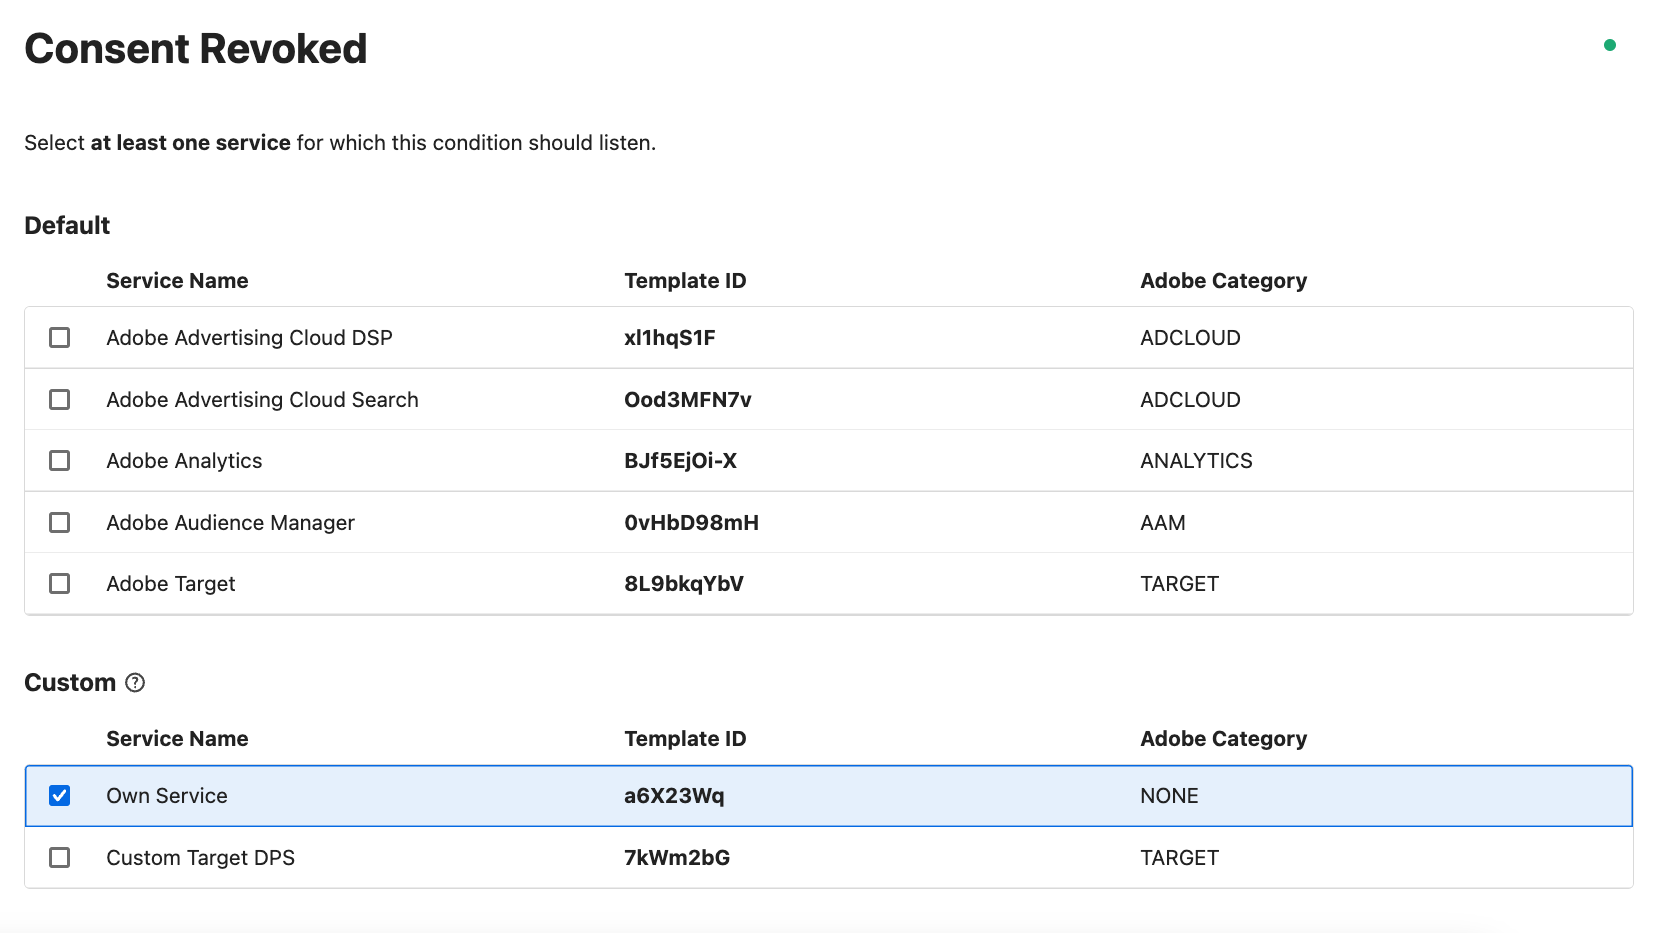 Consent Revoked
Select at least one service for which this condition should listen.
Default
Service Name Template ID Adobe Category
Adobe Advertising Cloud DSP xl1hqS1F ADCLOUD
Adobe Advertising Cloud Search Ood3MFN7v ADCLOUD
Adobe Analytics BJf5EjOi-X ANALYTICS
Adobe Audience Manager 0vHbD98mH AAM
Adobe Target 8L9bkqYbV TARGET
Custom ?
Service Name Template ID Adobe Category
Own Service a6X23Wq NONE
Custom Target DPS 7kWm2bG TARGET